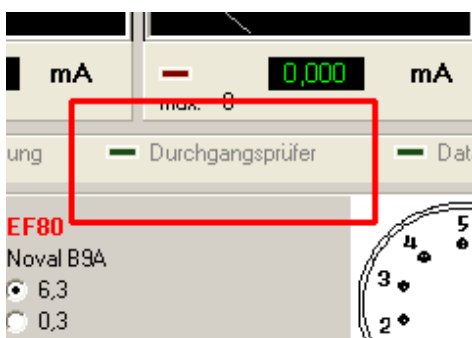 mA
0,000 mA
max. 8
ung Durchgangsprüfer Dat
EF80
Noval B9A
6,3
0,3
5
4
3
2